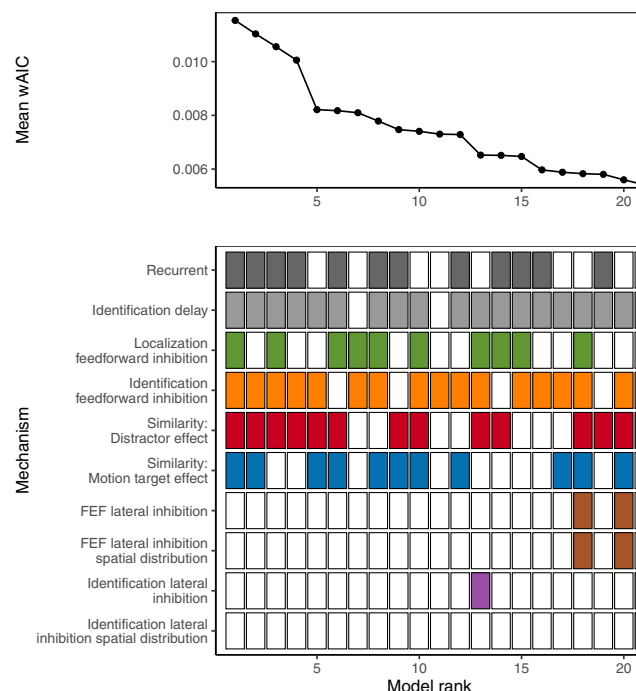 Mean wAIC
0.010
0.008
0.006
5
10
15
20
Mechanism
Recurrent
Identification delay
Localization
feedforward inhibition
Identification
feedforward inhibition
Similarity:
Distractor effect
Similarity:
Motion target effect
FEF lateral inhibition
FEF lateral inhibition
spatial distribution
Identification lateral
inhibition
Identification lateral
inhibition spatial distribution
5
10
15
20
Model rank